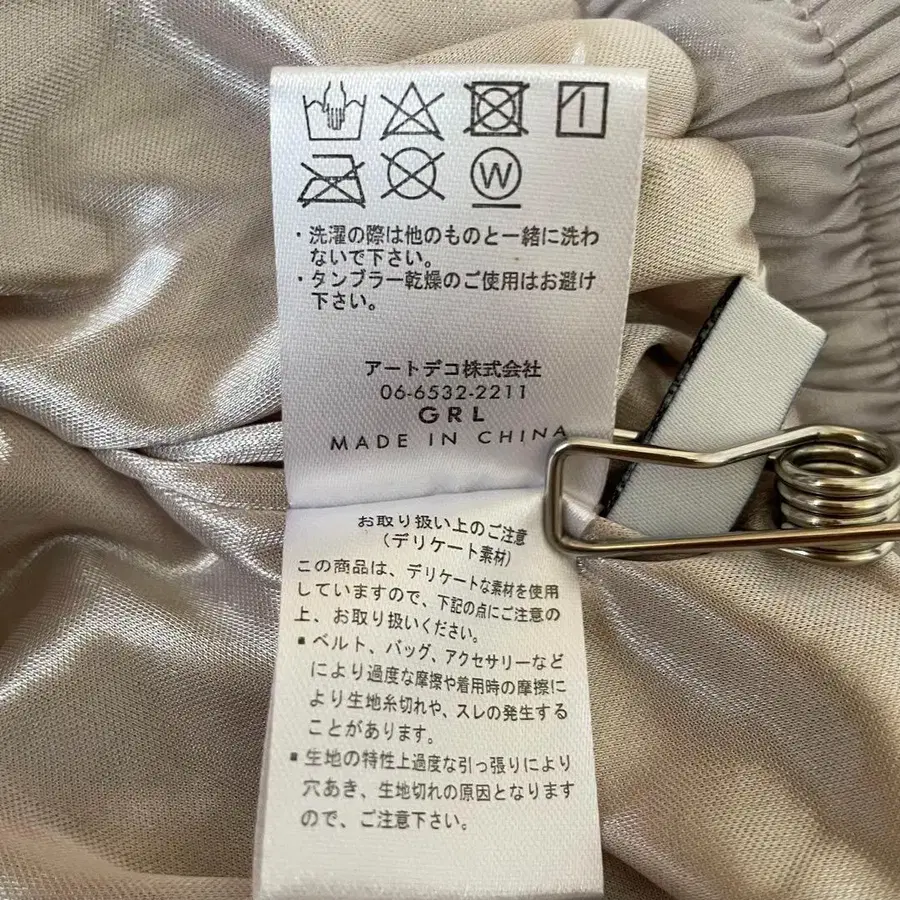 W
・洗濯の際は他のものと一緒に洗わ
ないで下さい。
・タンブラー乾燥のご使用はお避け
下さい。
アートデコ株式会社
06-6532-2211
GRL
MADE IN CHINA
お取り扱い上のご注意
(デリケート素材)
この商品は、デリケートな素材を使用
していますので、下記の点にご注意の
上、お取り扱いください。
▪ベルト、バッグ、アクセサリーなど
により過度な摩擦や着用時の摩擦に
より生地糸切れや、スレの発生する
ことがあります。
▪生地の特性上過度な引っ張りにより
穴あき、生地切れの原因となります
ので、ご注意下さい。